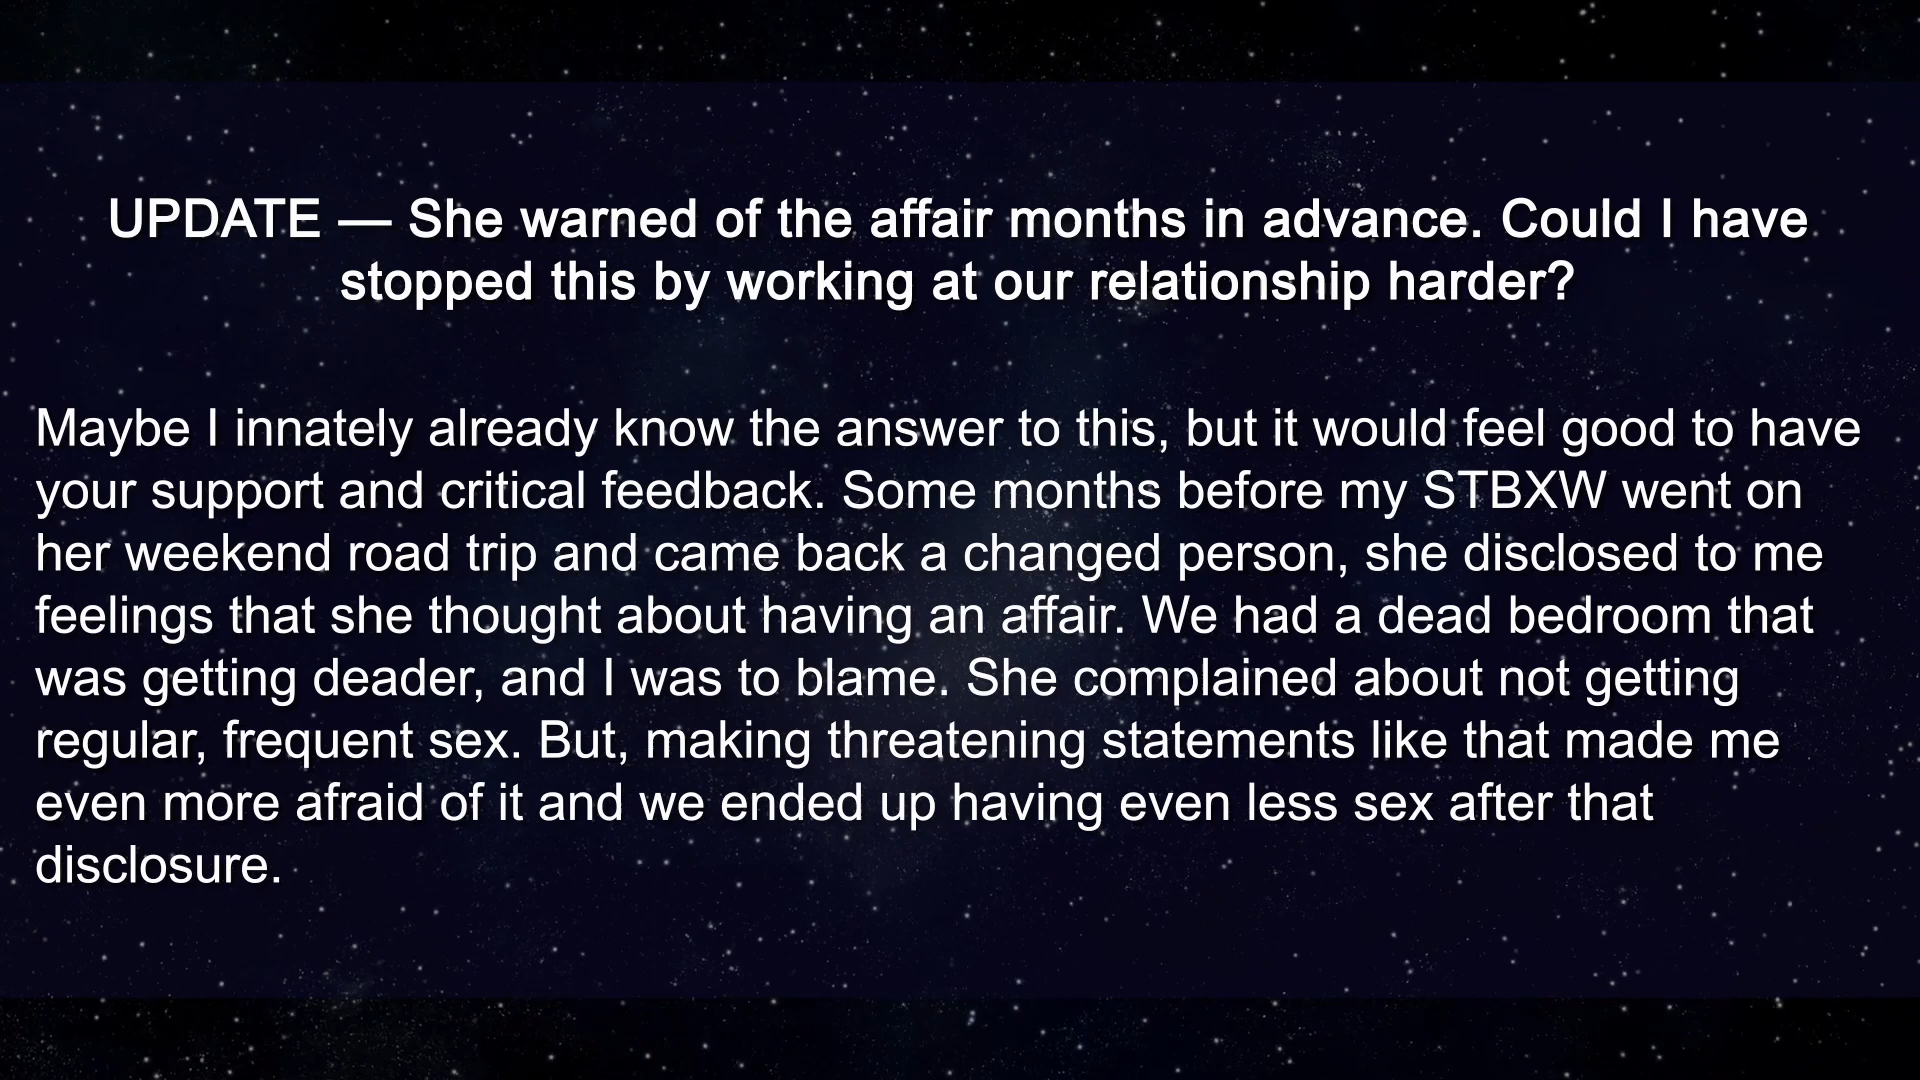 UPDATE — She warned of the affair months in advance. Could I have
stopped this by working at our relationship harder?
Maybe I innately already know the answer to this, but it would feel good to have
your support and critical feedback. Some months before my STBXW went on
her weekend road trip and came back a changed person, she disclosed to me
feelings that she thought about having an affair. We had a dead bedroom that
was getting deader, and I was to blame. She complained about not getting
regular, frequent sex. But, making threatening statements like that made me
even more afraid of it and we ended up having even less sex after that
disclosure.